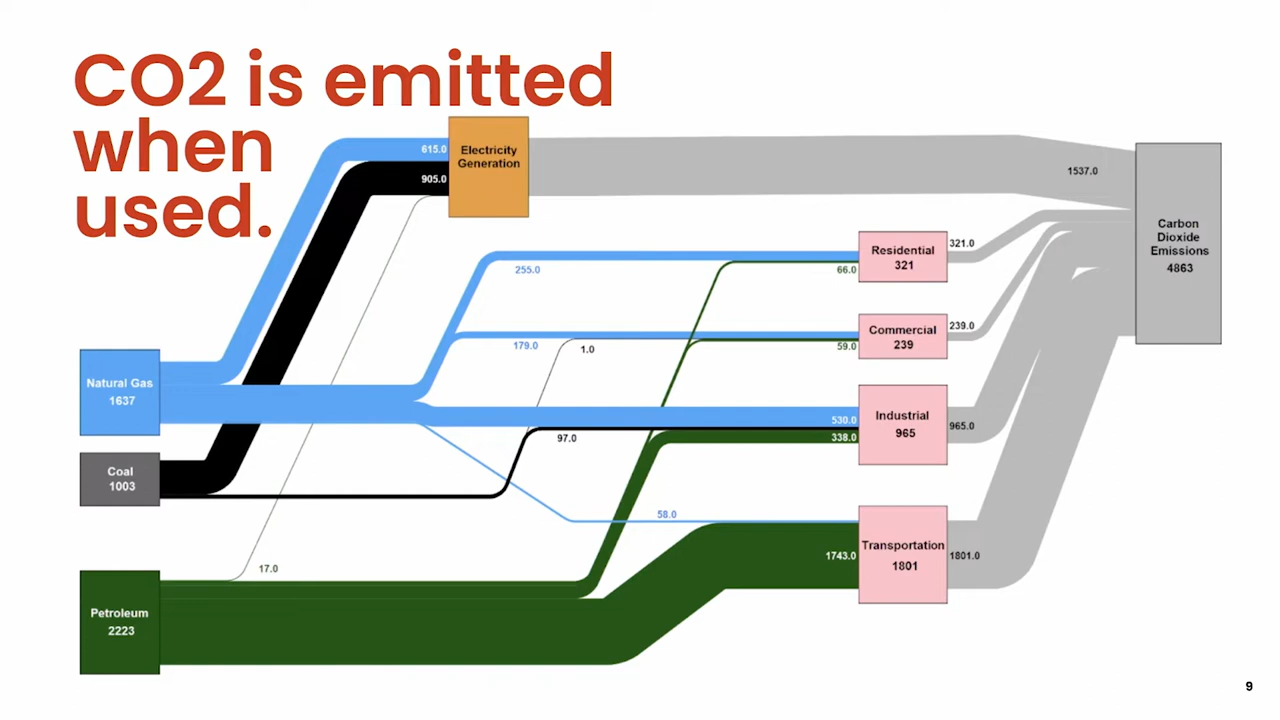 CO2 is emitted
when
used.
615.0
905.0
Electricity
Generation
1537.0
Carbon
Dioxide
Emissions
4863
Residential
321
321.0
255.0
66.0
Commercial
239
239.0
179.0
1.0
59.0
Natural Gas
1637
Industrial
965
965.0
530.0
97.0
338.0
Coal
1003
58.0
Transportation
1801
1743.0
1801.0
17.0
Petroleum
2223
9